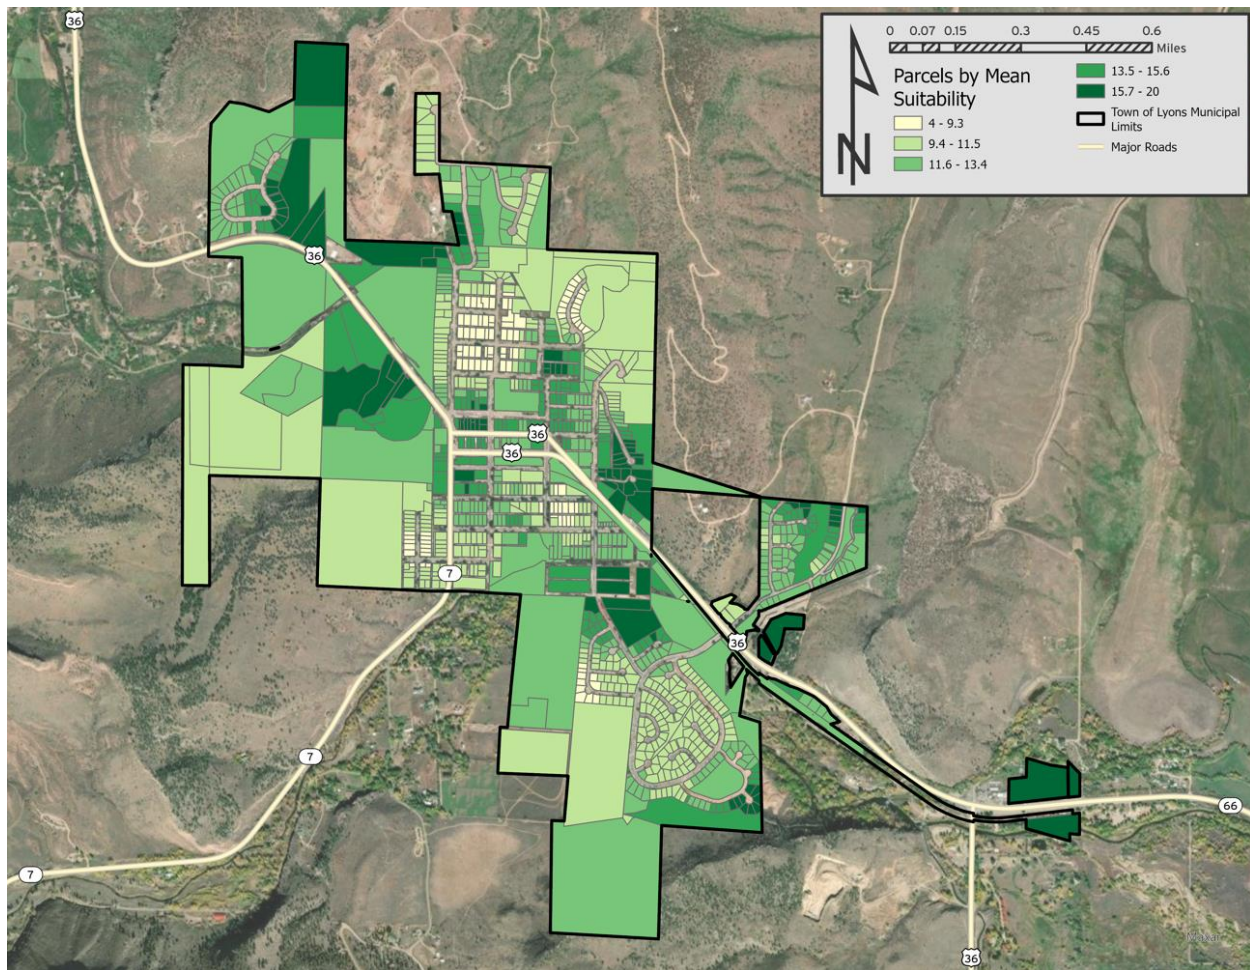 36
0 0.07 0.15 0.3 0.45 0.6
Miles
Parcels by Mean
Suitability
4 - 9.3
9.4 - 11.5
11.6 - 13.4
13.5 - 15.6
15.7 - 20
Town of Lyons Municipal
Limits
Major Roads
N
36
36
36
36
7
36
7
66
7
36
Maxar